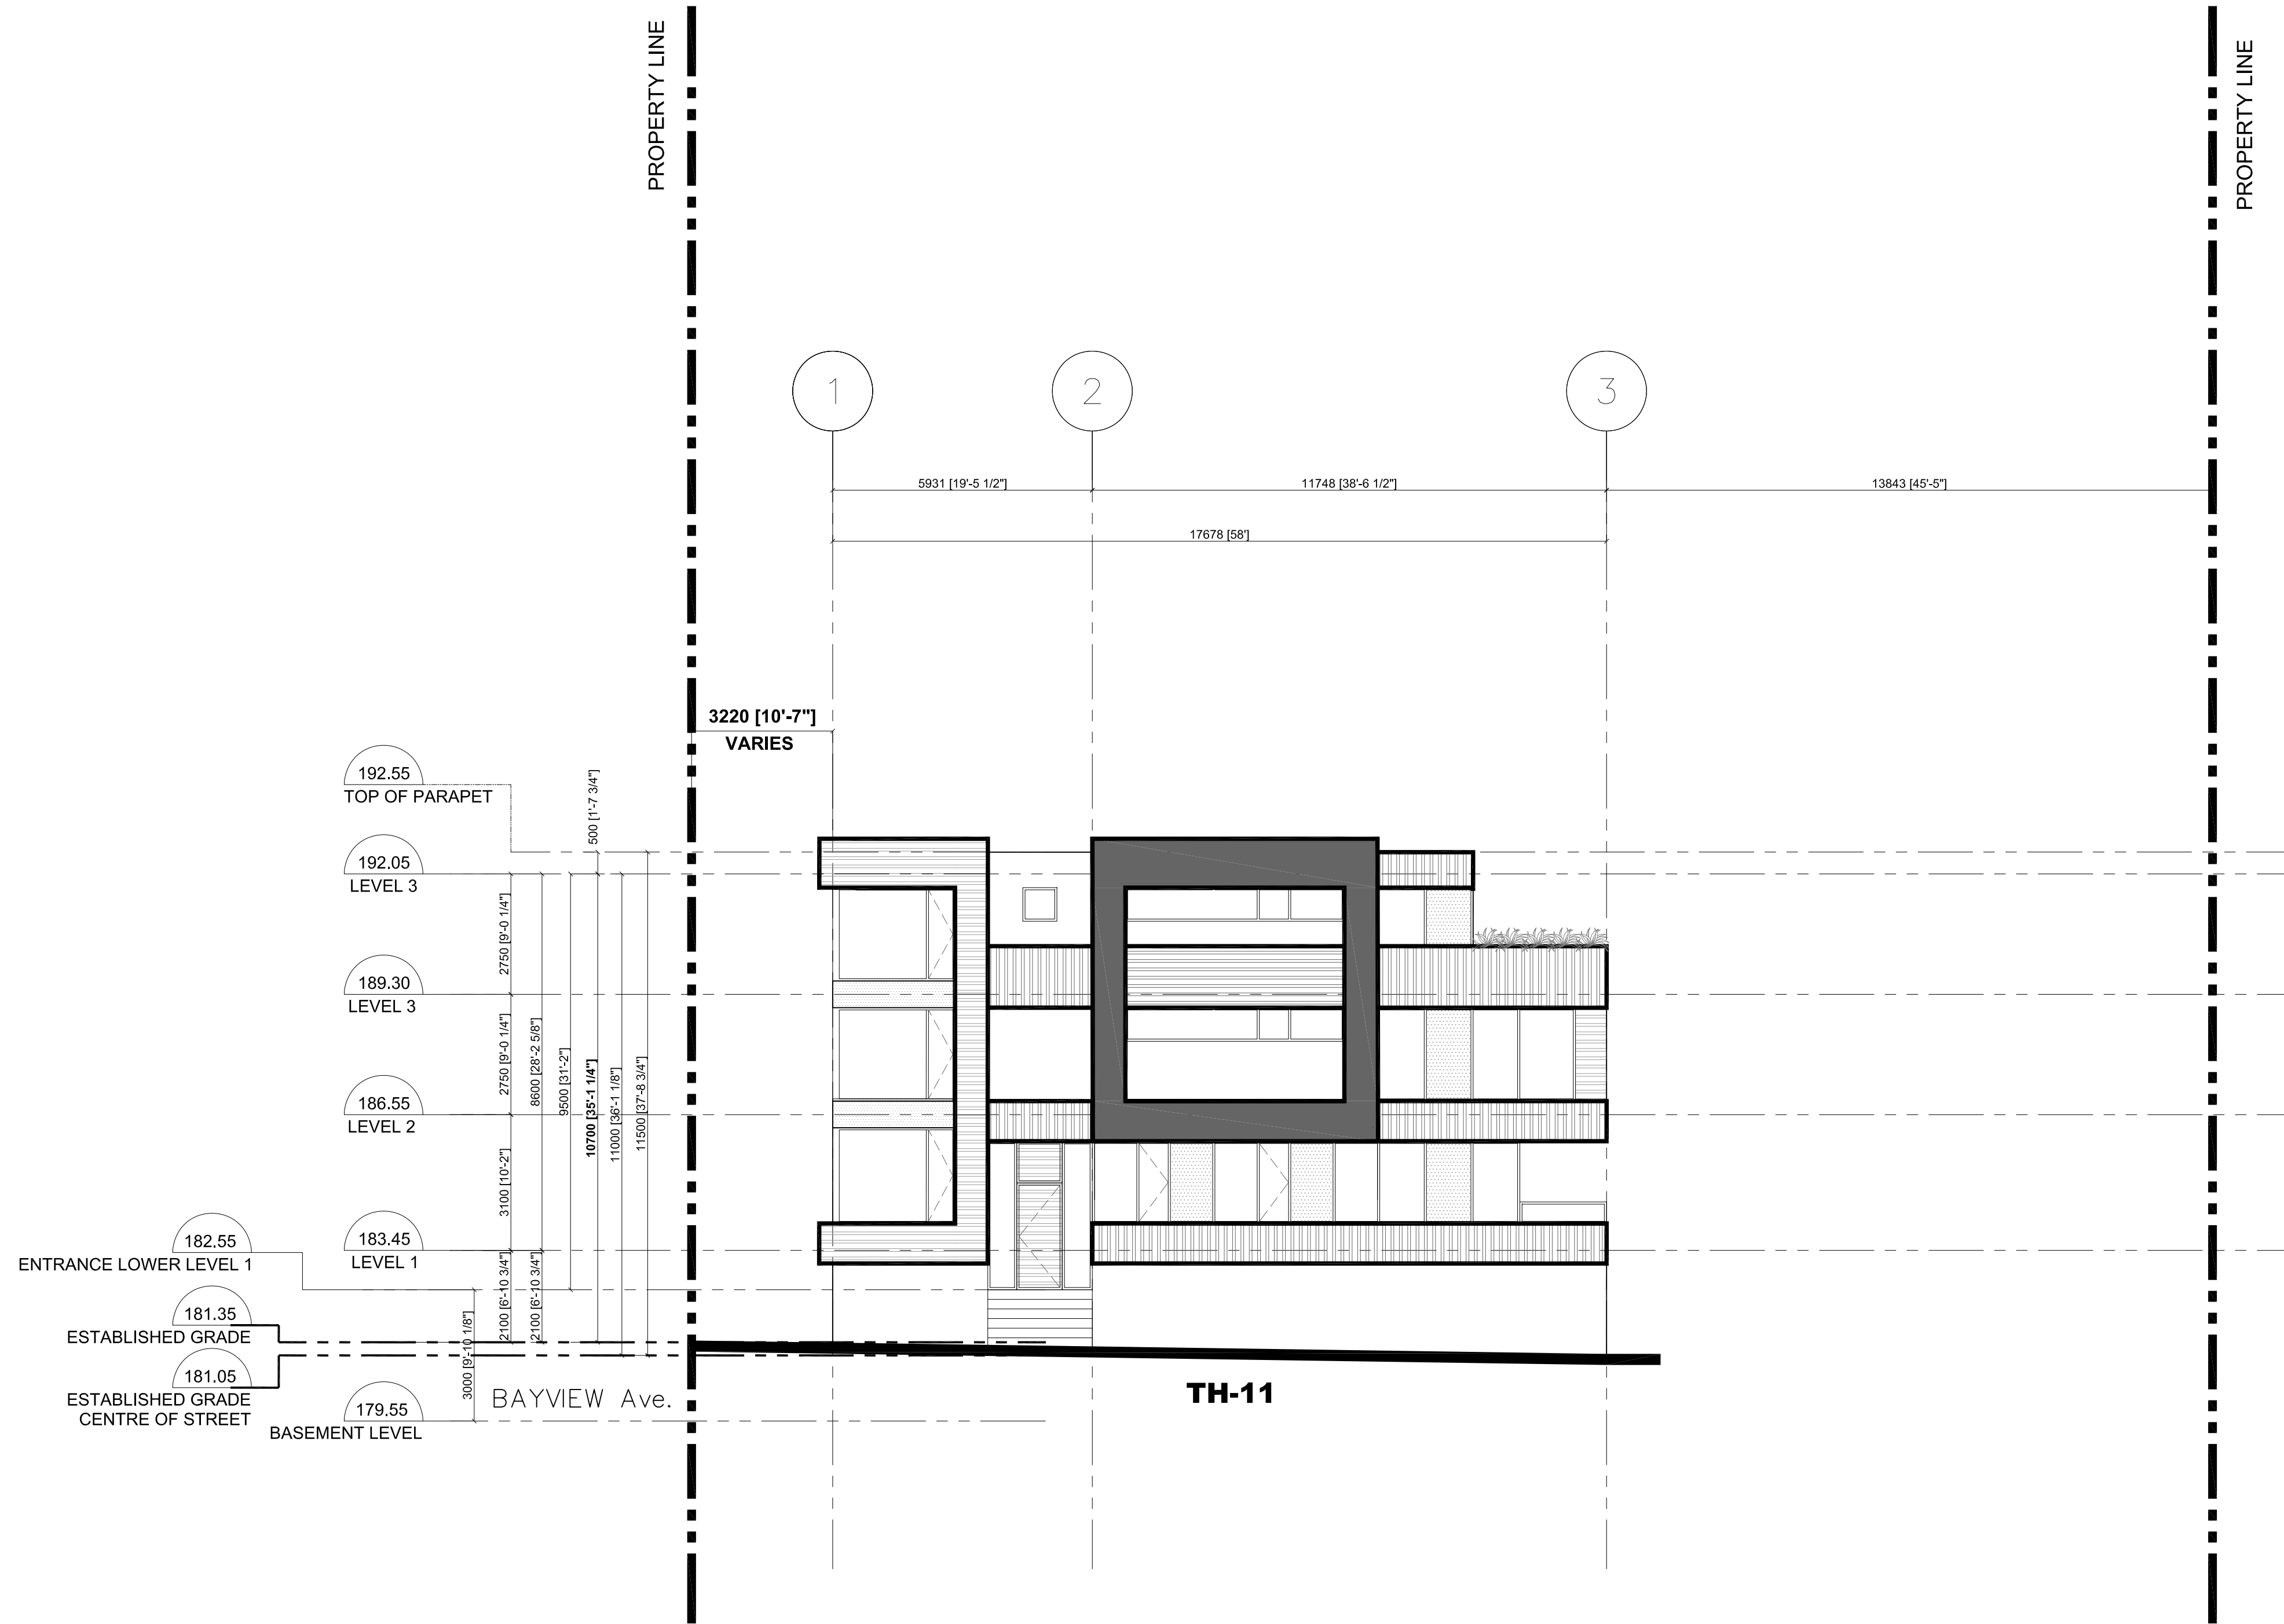 PROPERTY LINE
PROPERTY LINE
1
2
3
5931 [19'-5 1/2"]
11748 [38'-6 1/2"]
13843 [45'-5"]
17678 [58']
3220 [10'-7"]
VARIES
192.55
TOP OF PARAPET
500 [1'-7 3/4"]
192.05
LEVEL 3
2750 [9'-0 1/4"]
189.30
LEVEL 3
2750 [9'-0 1/4"]
8600 [28'-2 5/8"]
9500 [31'-2"]
10700 [35'-1 1/4"]
11000 [36'-1 1/8"]
11500 [37'-8 3/4"]
186.55
LEVEL 2
3100 [10'-2"]
182.55
ENTRANCE LOWER LEVEL 1
183.45
LEVEL 1
2100 [6'-10 3/4"]
2100 [6'-10 3/4"]
181.35
ESTABLISHED GRADE
3000 [9'-10 1/8"]
181.05
ESTABLISHED GRADE
CENTRE OF STREET
179.55
BASEMENT LEVEL
BAYVIEW Ave.
TH-11